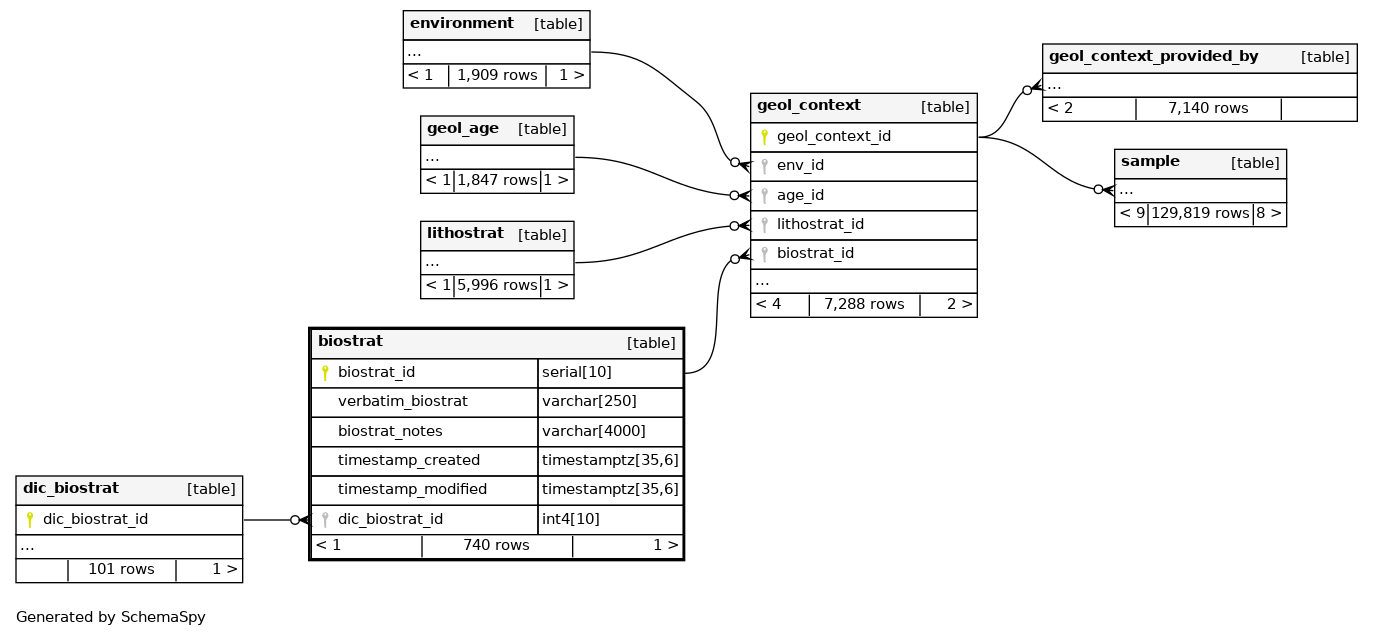 environment [table]
...
< 1 1,909 rows 1 >
geol_age [table]
...
< 1 1,847 rows 1 >
lithostrat [table]
...
< 1 5,996 rows 1 >
geol_context [table]
geol_context_id
env_id
age_id
lithostrat_id
biostrat_id
...
< 4 7,288 rows 2 >
geol_context_provided_by [table]
...
< 2 7,140 rows
sample [table]
...
< 9 129,819 rows 8 >
biostrat [table]
biostrat_id serial[10]
verbatim_biostrat varchar[250]
biostrat_notes varchar[4000]
timestamp_created timestamptz[35,6]
timestamp_modified timestamptz[35,6]
dic_biostrat_id int4[10]
< 1 740 rows 1 >
dic_biostrat [table]
dic_biostrat_id
...
101 rows 1 >
Generated by SchemaSpy